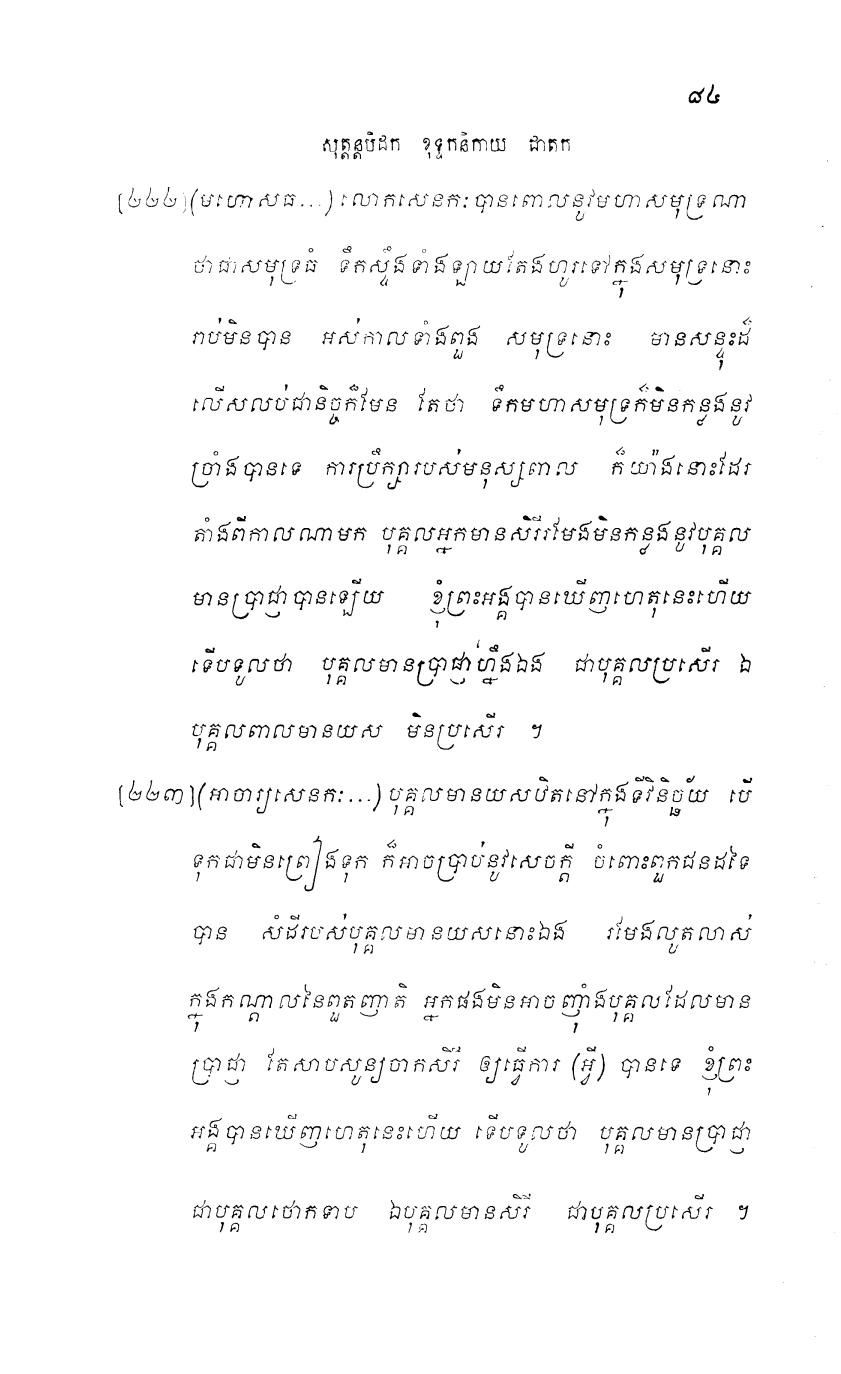 ៨៤
សុត្តន្តបិដក ខុទ្ទកនិកាយ ជាតក
[២២២] (មហោសធ...) លោកសេនកៈបានពោលនូវមហាសមុទ្រណា
ថាជាសមុទ្រធំ ទឹកស្ទឹងទាំងឡាយតែងហូរទៅក្នុងសមុទ្រនោះ
រាប់មិនបាន អស់កាលទាំងពួង សមុទ្រនោះ មានសន្ទុះដ៏
លើសលប់ជានិច្ចក៏មែន តែថា ទឹកមហាសមុទ្រក៏មិនកន្លងនូវ
ច្រាំងបានទេ ការប្រឹក្សារបស់មនុស្សពាល ក៏យ៉ាងនោះដែរ
តាំងពីកាលណាមក បុគ្គលអ្នកមានសិរីរមែងមិនកន្លងនូវបុគ្គល
មានប្រាជ្ញាបានឡើយ ខ្ញុំព្រះអង្គបានឃើញហេតុនេះហើយ
ទើបទូលថា បុគ្គលមានប្រាជ្ញាហ្នឹងឯង ជាបុគ្គលប្រសើរ ឯ
បុគ្គលពាលមានយស មិនប្រសើរ ។
[២២៣] (អាចារ្យសេនកៈ...) បុគ្គលមានយសឋិតនៅក្នុងទីវិនិច្ឆ័យ បើ
ទុកជាមិនព្រៀងទុក ក៏អាចប្រាប់នូវសេចក្តី ចំពោះពួកជនដទៃ
បាន សំដីរបស់បុគ្គលមានយសនោះឯង រមែងលូតលាស់
ក្នុងកណ្តាលនៃពួតញាតិ អ្នកផងមិនអាចញ៉ាំងបុគ្គលដែលមាន
ប្រាជ្ញា តែសាបសូន្យចាកសិរី ឲ្យធ្វើការ (អ្វី) បានទេ ខ្ញុំព្រះ
អង្គបានឃើញហេតុនេះហើយ ទើបទូលថា បុគ្គលមានប្រាជ្ញា
ជាបុគ្គលថោកទាប ឯបុគ្គលមានសិរី ជាបុគ្គលប្រសើរ ។